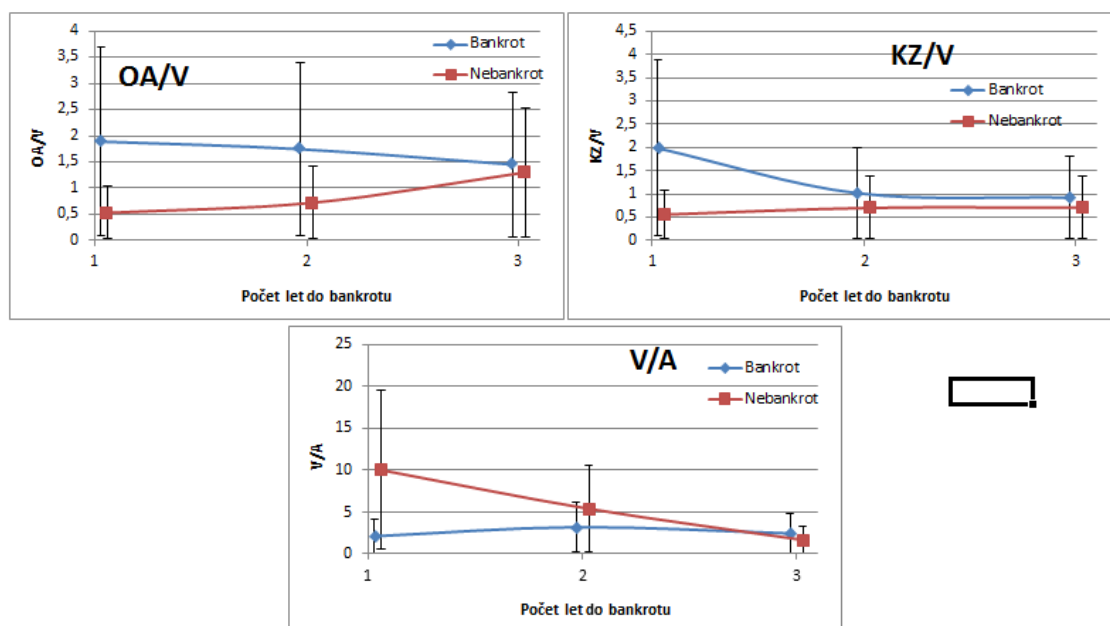 OA/V
4
3,5
3
2,5
2
1,5
1
0,5
0
OA/V
Bankrot
Nebankrot
1 2 3
Počet let do bankrotu
KZ/V
4,5
4
3,5
3
2,5
2
1,5
1
0,5
0
KZ/V
Bankrot
Nebankrot
1 2 3
Počet let do bankrotu
V/A
25
20
15
10
5
0
V/A
Bankrot
Nebankrot
1 2 3
Počet let do bankrotu